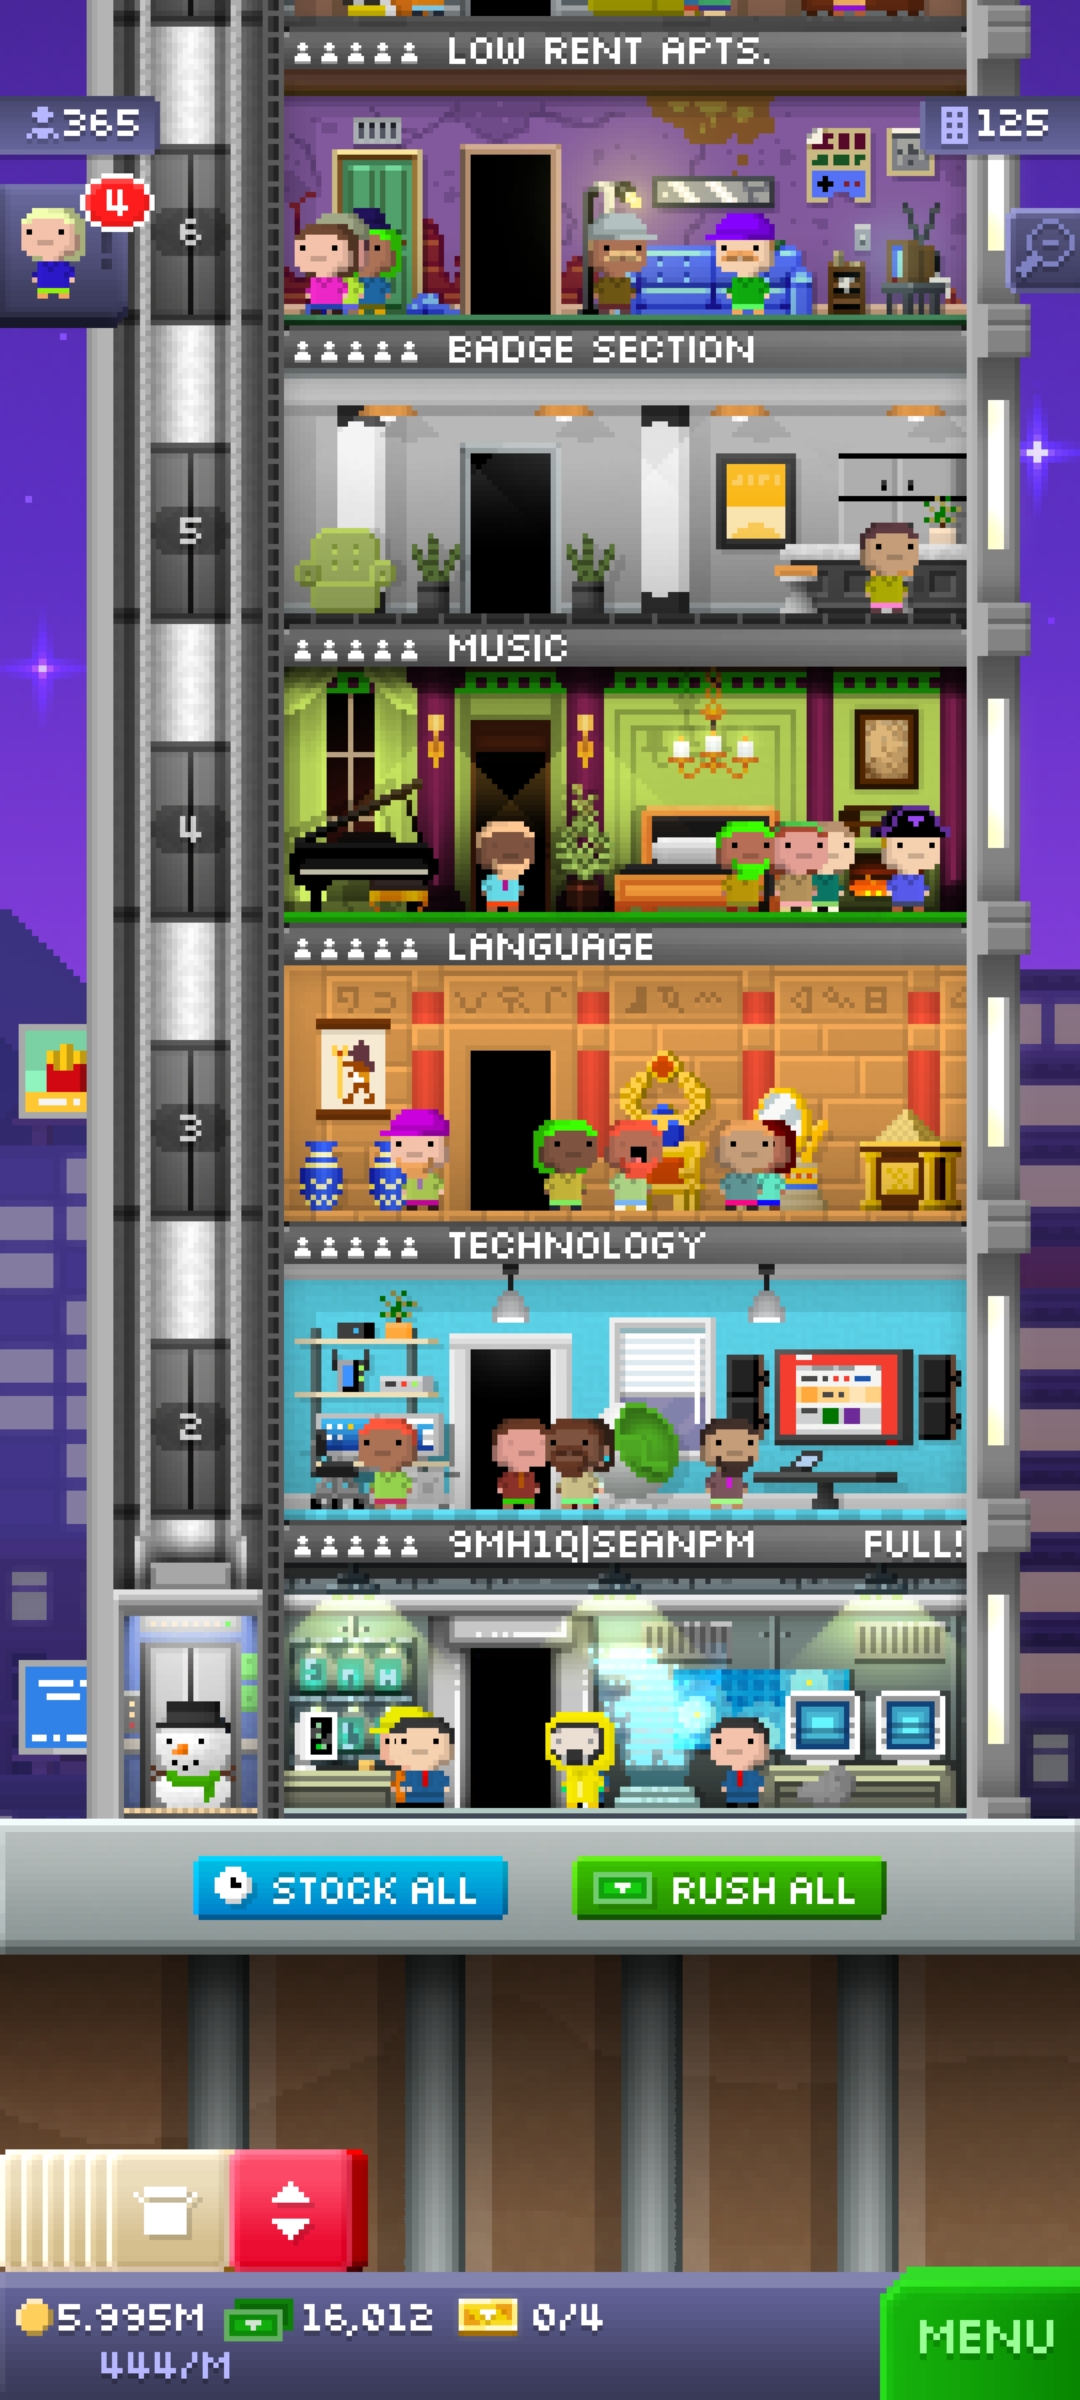 LOW RENT APTS.
365
125
4
6
BADGE SECTION
5
MUSIC
4
LANGUAGE
3
TECHNOLOGY
2
9MH1Q|SEANPM FULL!
STOCK ALL
RUSH ALL
5.995M 16,012 0/4
444/M
MENU